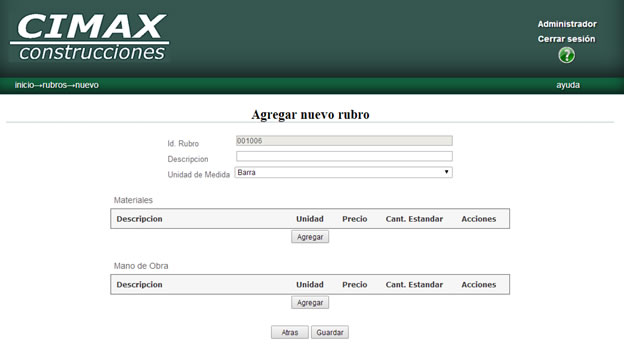 CIMAX
construcciones
Administrador
Cerrar sesión
?
inicio→rubros→nuevo ayuda
Agregar nuevo rubro
Id. Rubro 001006
Descripcion
Unidad de Medida Barra
Materiales
Descripcion Unidad Precio Cant. Estandar Acciones
Agregar
Mano de Obra
Descripcion Unidad Precio Cant. Estandar Acciones
Agregar
Atras Guardar